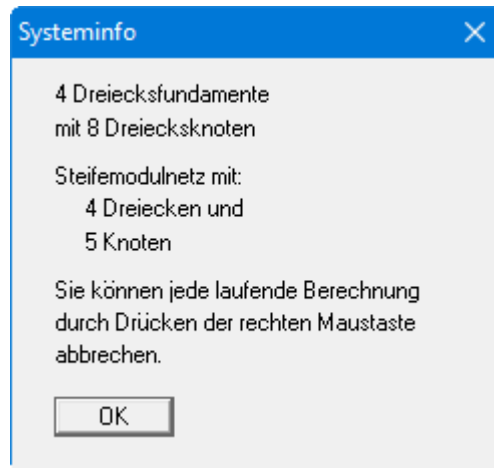 Systeminfo
4 Dreiecksfundamente
mit 8 Dreiecksknoten
Steifemodulnetz mit:
4 Dreiecken und
5 Knoten
Sie können jede laufende Berechnung
durch Drücken der rechten Maustaste
abbrechen.
OK